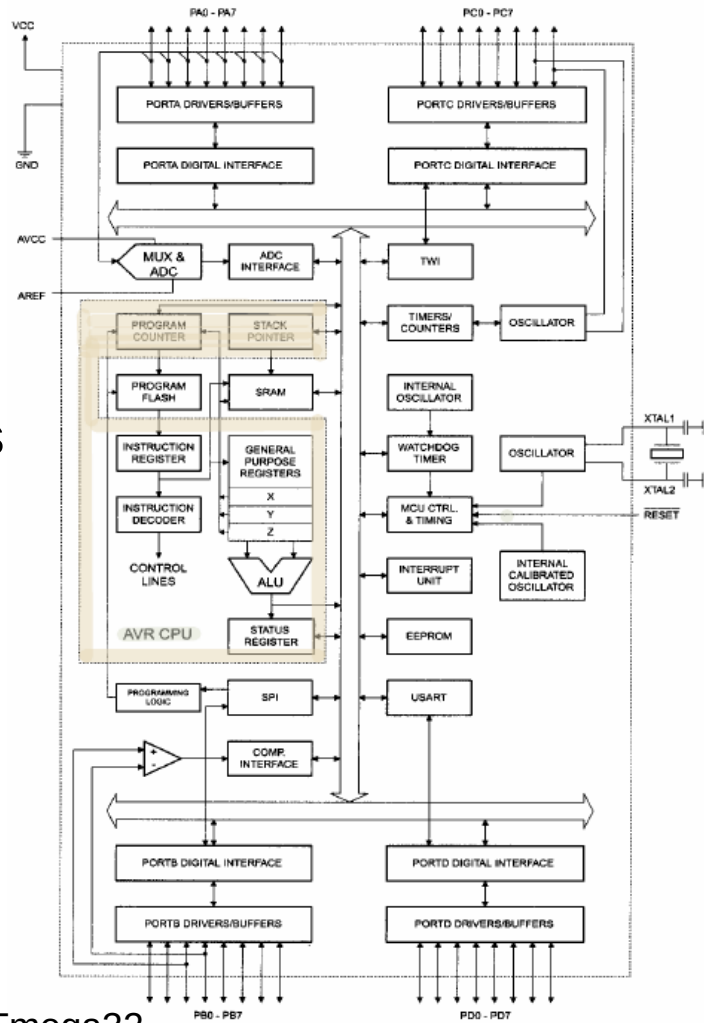 PA0 - PA7
PC0 - PC7
VCC
PORTA DRIVERS/BUFFERS
PORTC DRIVERS/BUFFERS
GND
PORTA DIGITAL INTERFACE
PORTC DIGITAL INTERFACE
AVCC
MUX &
ADC
ADC
INTERFACE
TWI
AREF
PROGRAM
COUNTER
STACK
POINTER
TIMERS/
COUNTERS
OSCILLATOR
PROGRAM
FLASH
SRAM
INTERNAL
OSCILLATOR
XTAL1
INSTRUCTION
REGISTER
GENERAL
PURPOSE
REGISTERS
WATCHDOG
TIMER
OSCILLATOR
XTAL2
X
INSTRUCTION
DECODER
Y
MCU CTRL.
& TIMING
RESET
Z
CONTROL
LINES
ALU
INTERRUPT
UNIT
INTERNAL
CALIBRATED
OSCILLATOR
AVR CPU
STATUS
REGISTER
EEPROM
PROGRAMMING
LOGIC
SPI
USART
+
-
COMP.
INTERFACE
PORTB DIGITAL INTERFACE
PORTD DIGITAL INTERFACE
PORTB DRIVERS/BUFFERS
PORTD DRIVERS/BUFFERS
PB0 - PB7
PD0 - PD7